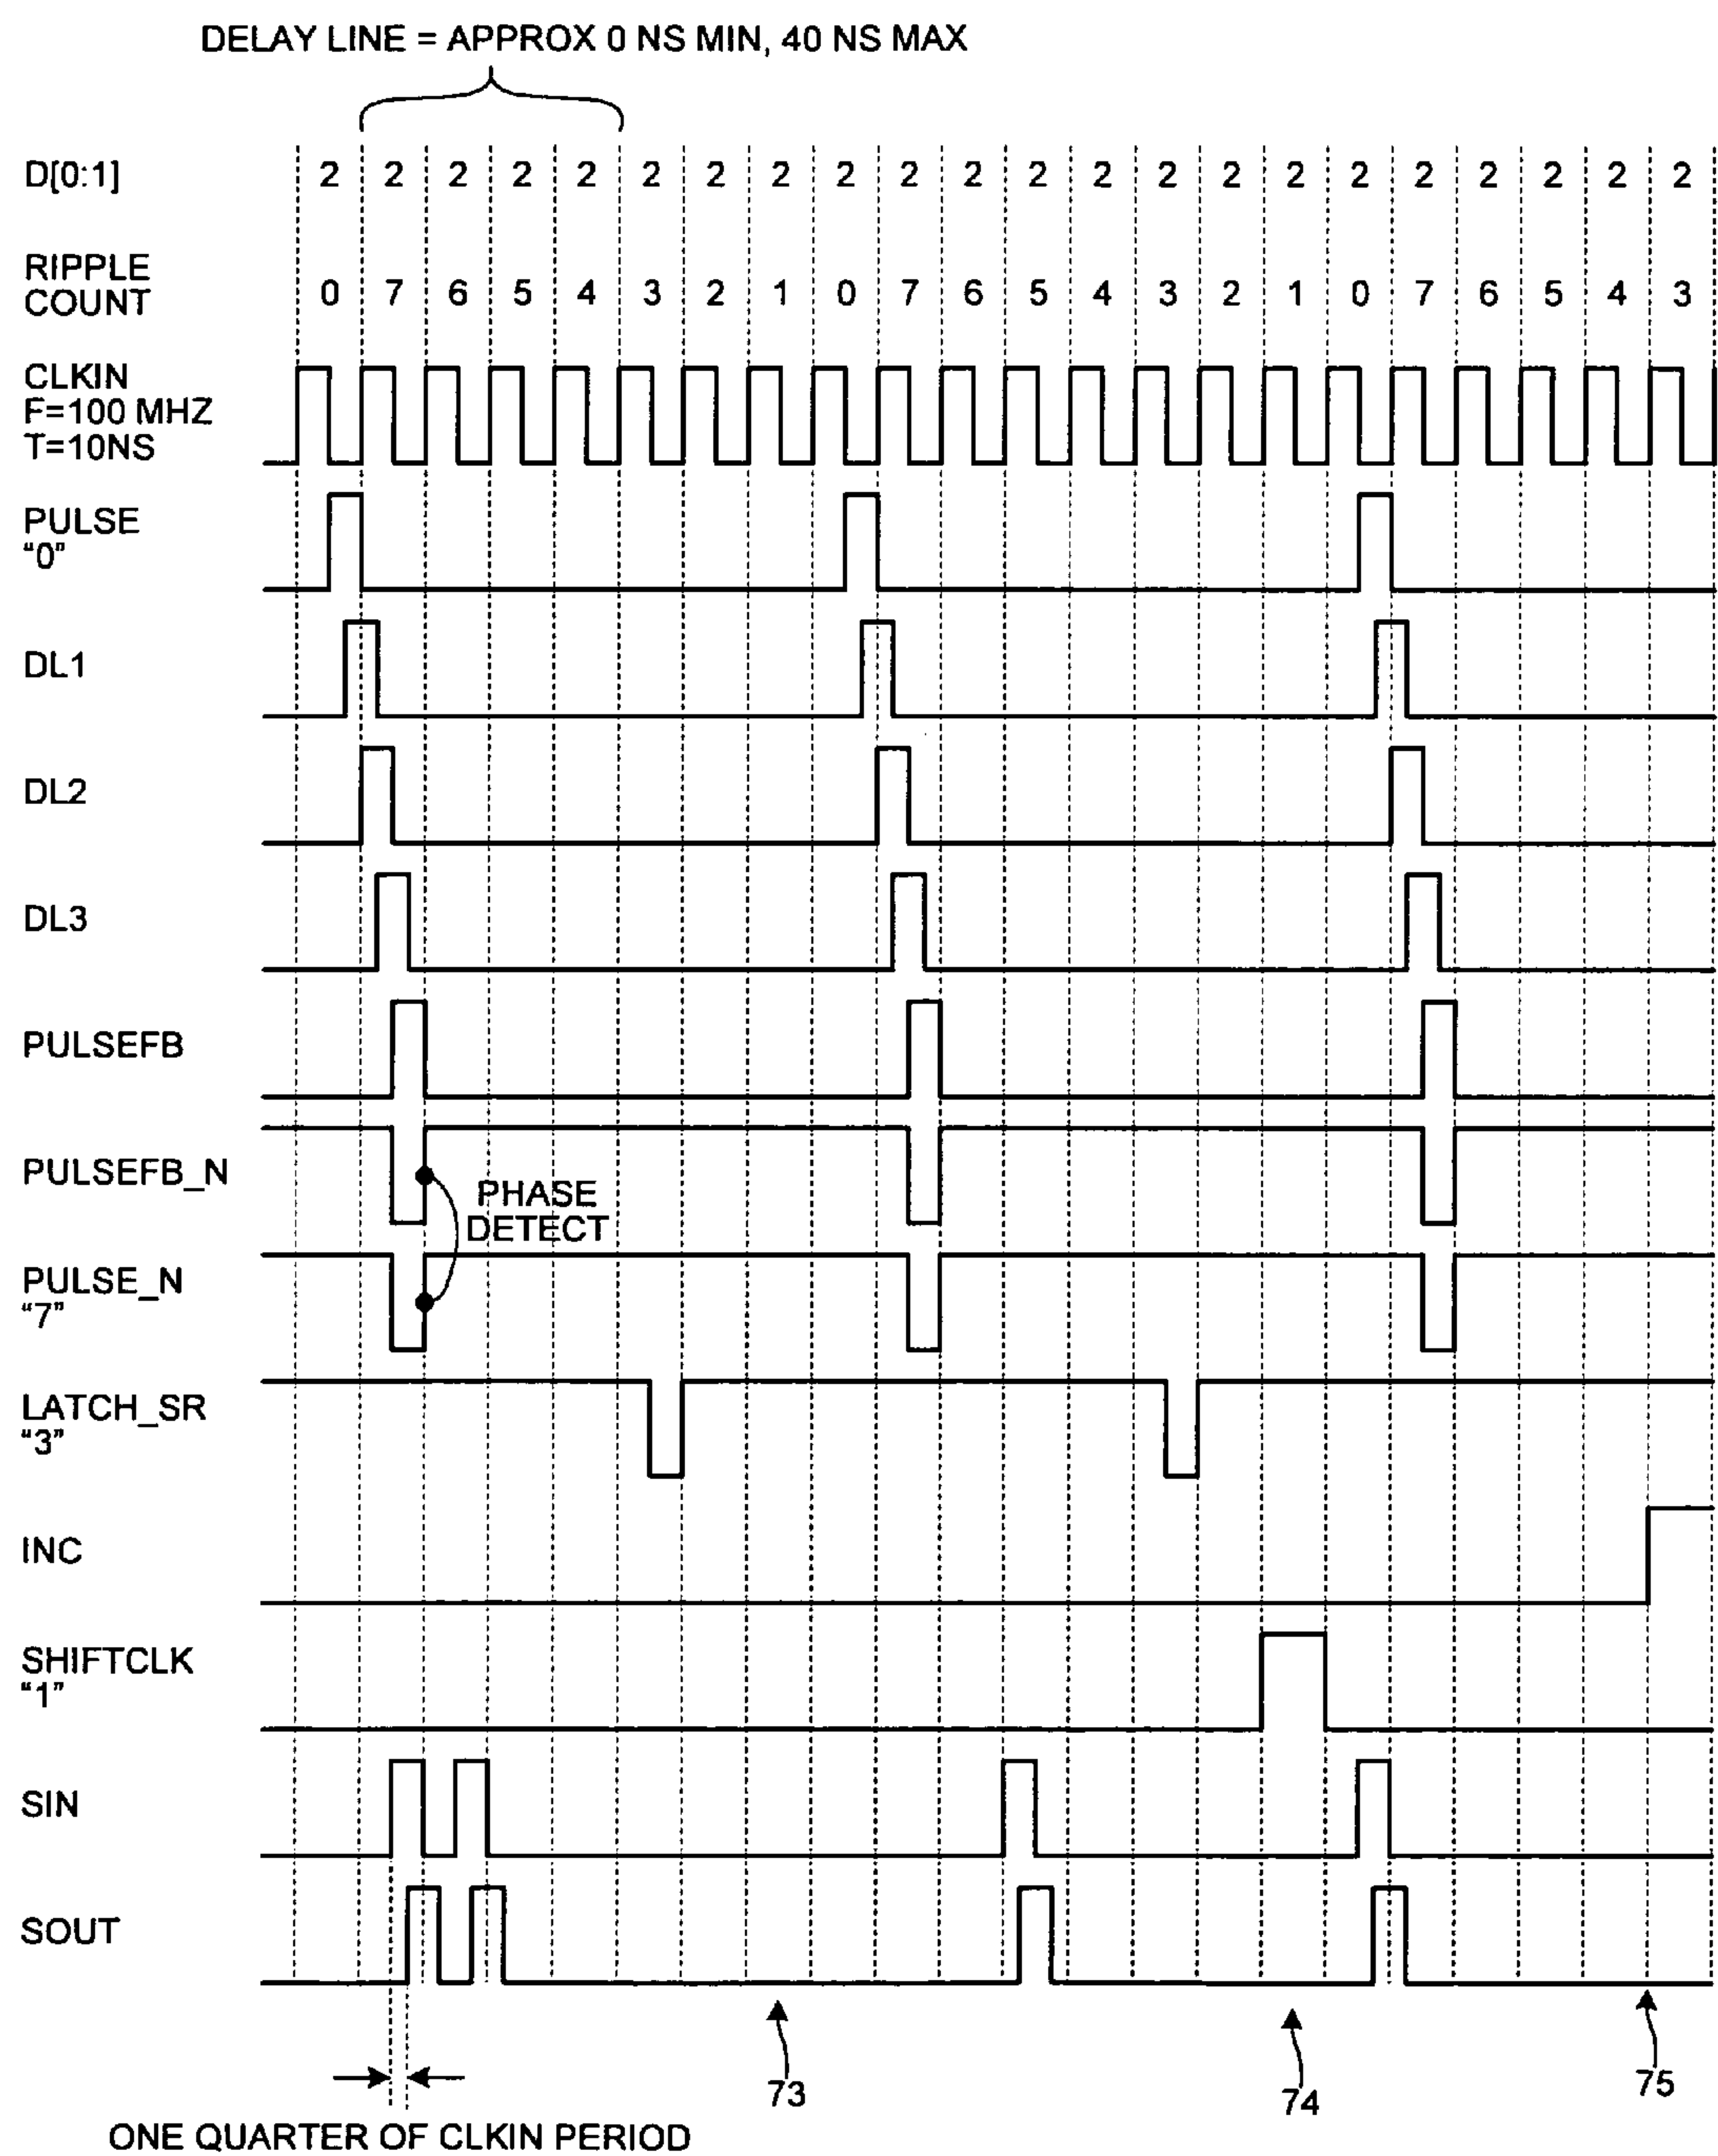 DELAY LINE = APPROX 0 NS MIN, 40 NS MAX
D[0:1] 2 2 2 2 2 2 2 2 2 2 2 2 2 2 2 2 2 2 2 2 2 2
RIPPLE
COUNT 0 7 6 5 4 3 2 1 0 7 6 5 4 3 2 1 0 7 6 5 4 3
CLKIN
F=100 MHZ
T=10NS
PULSE
“0”
DL1
DL2
DL3
PULSEFB
PULSEFB_N
PHASE
DETECT
PULSE_N
“7”
LATCH_SR
“3”
INC
SHIFTCLK
“1”
SIN
SOUT
73
74
75
ONE QUARTER OF CLKIN PERIOD